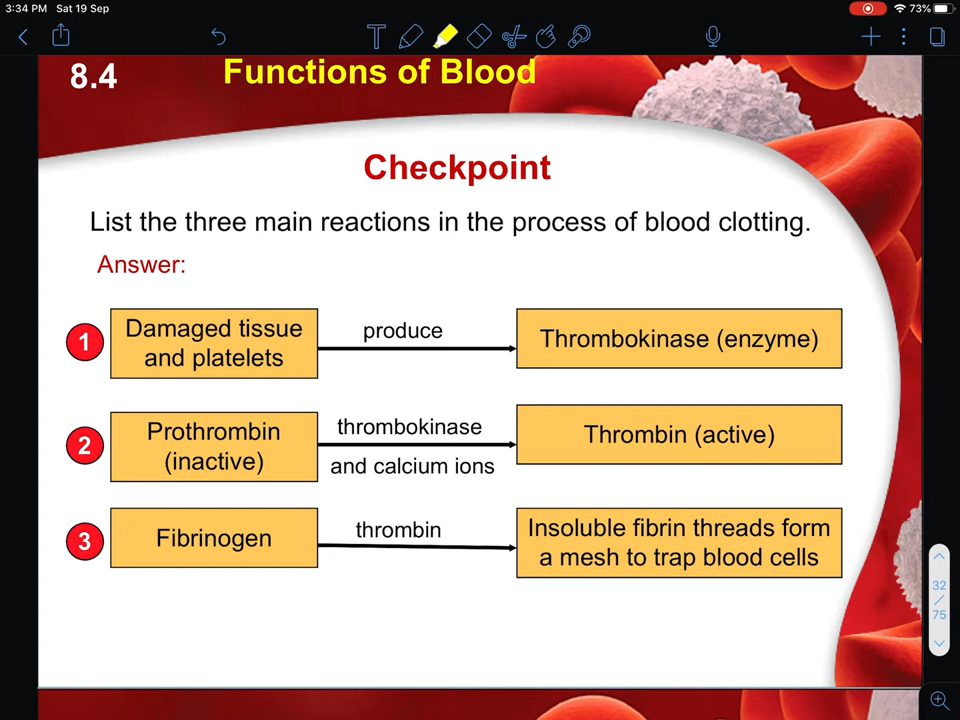 3:34 PM Sat 19 Sep
73%
T
8.4 Functions of Blood
Checkpoint
List the three main reactions in the process of blood clotting.
Answer:
1
Damaged tissue
and platelets
produce
Thrombokinase (enzyme)
2
Prothrombin
(inactive)
thrombokinase
and calcium ions
Thrombin (active)
3
Fibrinogen
thrombin
Insoluble fibrin threads form
a mesh to trap blood cells
32
/
75